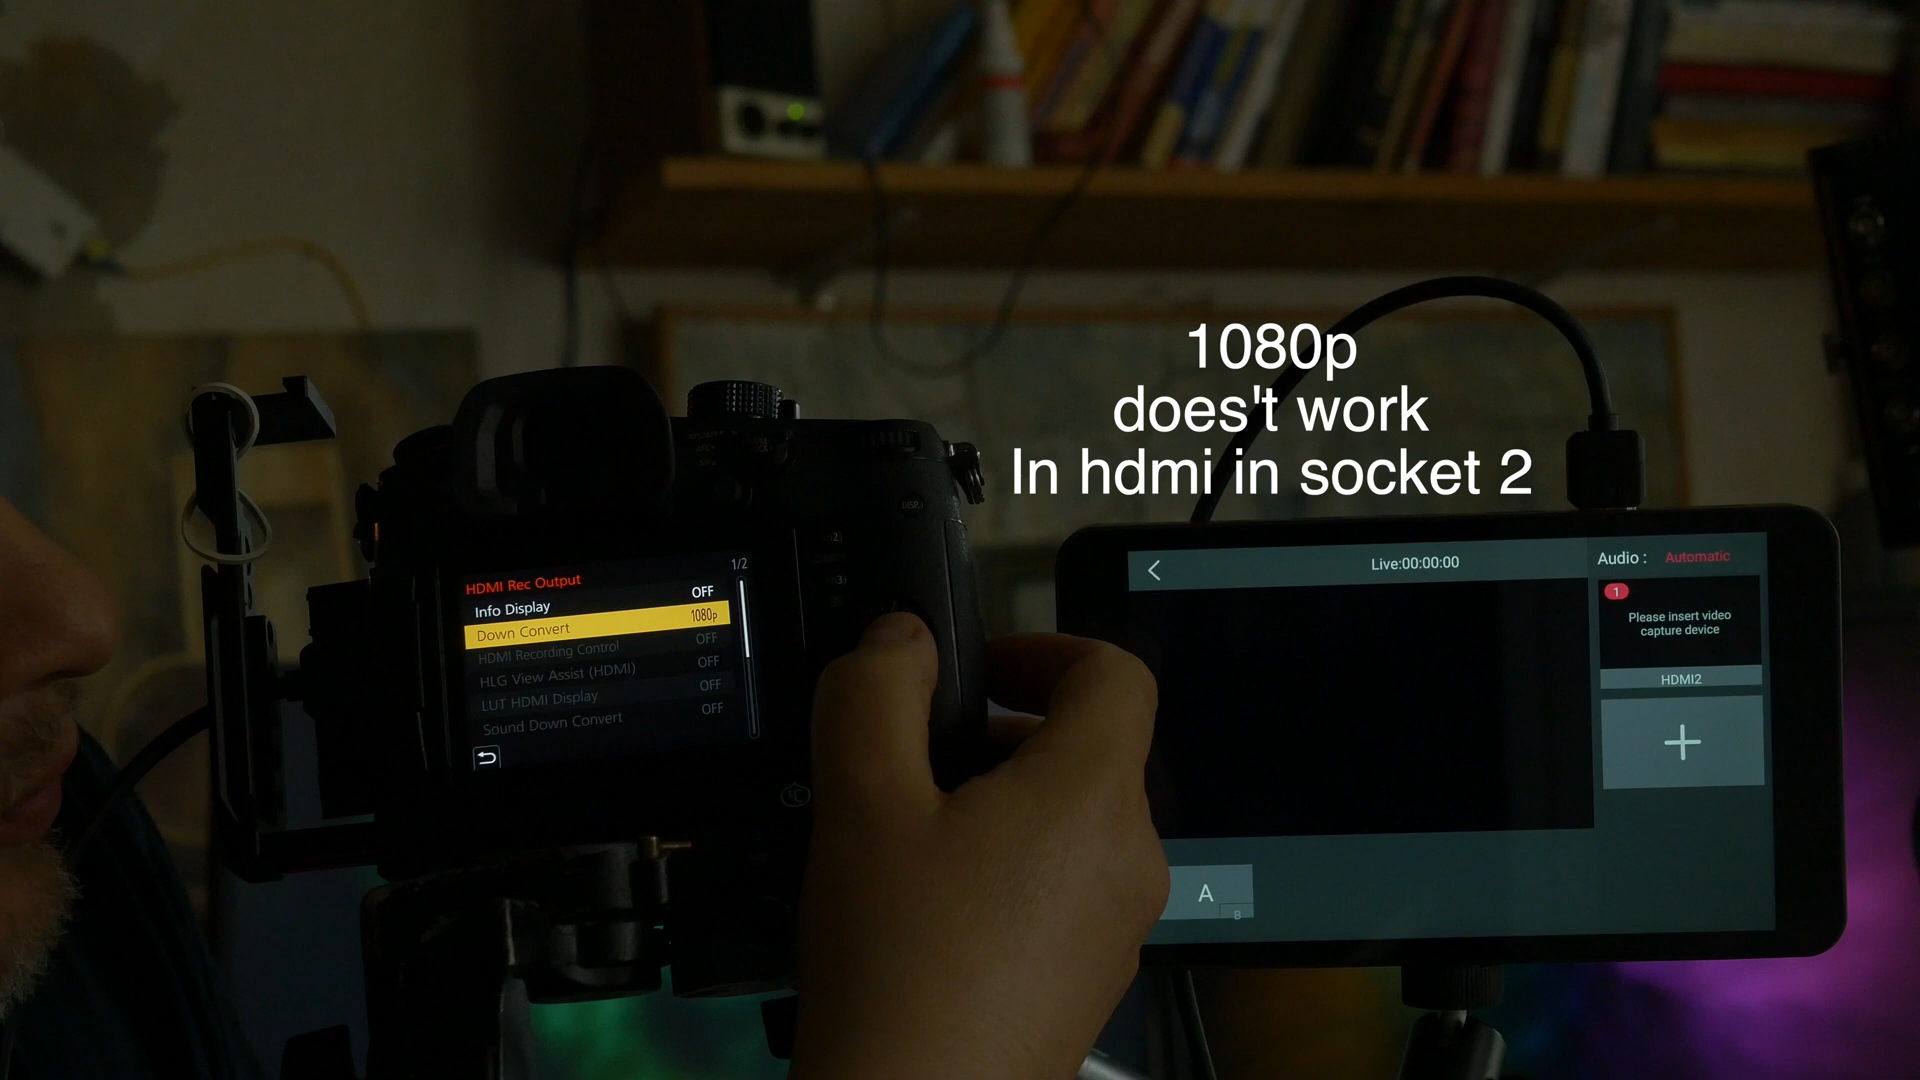 1080p
does't work
In hdmi in socket 2
DISP.
HDMI Rec Output 1/2
Info Display OFF
Down Convert 1080p
HDMI Recording Control OFF
HLG View Assist (HDMI) OFF
LUT HDMI Display OFF
Sound Down Convert OFF
Live:00:00:00
Audio : Automatic
1
Please insert video
capture device
HDMI2
A
B